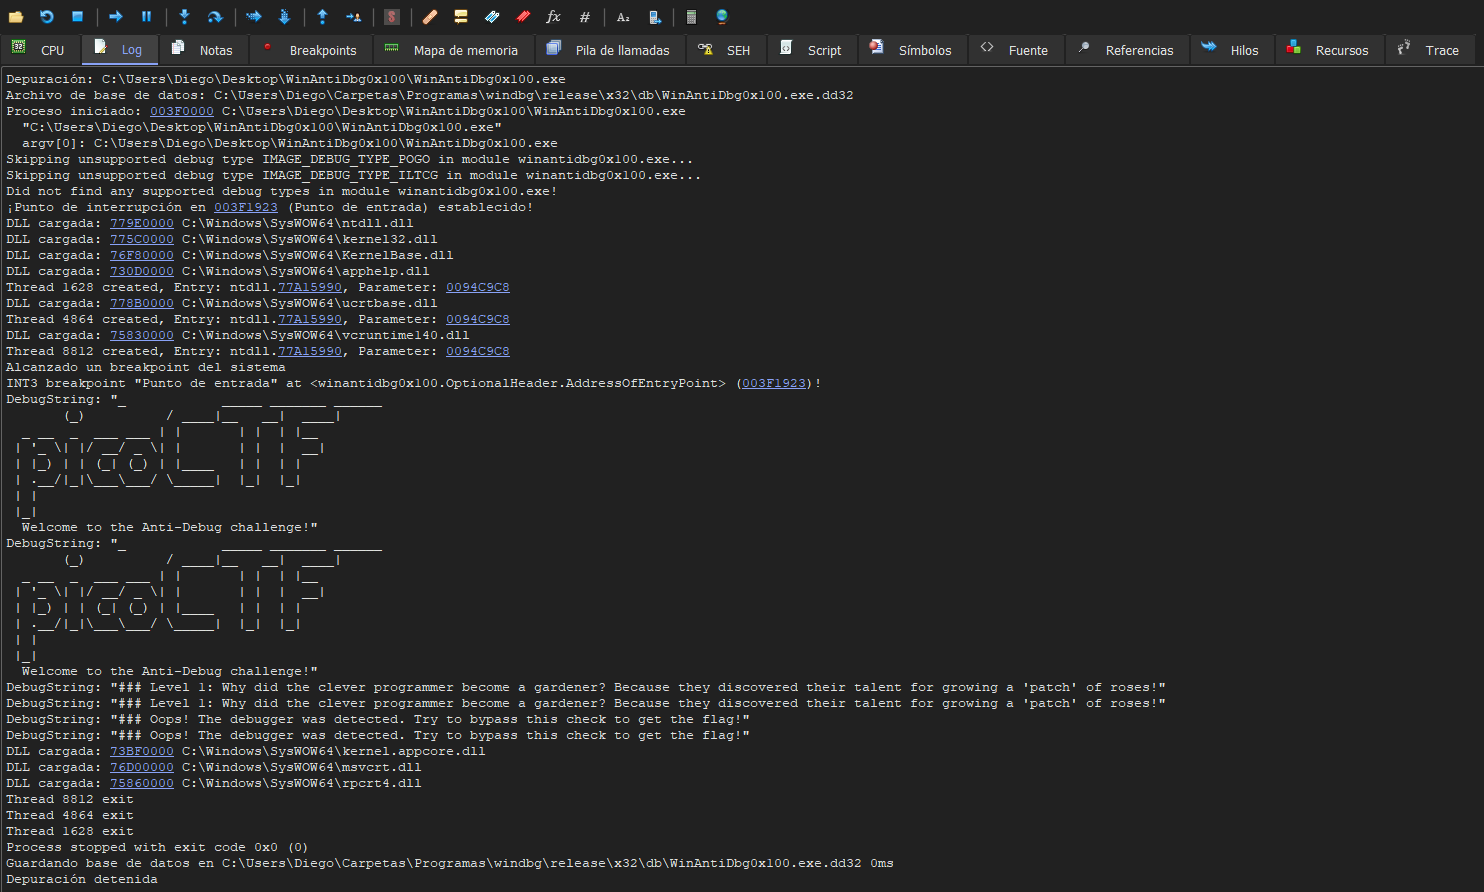 CPU Log Notas Breakpoints Mapa de memoria Pila de llamadas SEH Script Símbolos Fuente Referencias Hilos Recursos Trace
Depuración: C:\Users\Diego\Desktop\WinAntiDbg0x100\WinAntiDbg0x100.exe
Archivo de base de datos: C:\Users\Diego\Carpetas\Programas\windbg\release\x32\db\WinAntiDbg0x100.exe.dd32
Proceso iniciado: 003F0000 C:\Users\Diego\Desktop\WinAntiDbg0x100\WinAntiDbg0x100.exe
  "C:\Users\Diego\Desktop\WinAntiDbg0x100\WinAntiDbg0x100.exe"
  argv[0]: C:\Users\Diego\Desktop\WinAntiDbg0x100\WinAntiDbg0x100.exe
Skipping unsupported debug type IMAGE_DEBUG_TYPE_POGO in module winantidbg0x100.exe...
Skipping unsupported debug type IMAGE_DEBUG_TYPE_ILTCG in module winantidbg0x100.exe...
Did not find any supported debug types in module winantidbg0x100.exe!
¡Punto de interrupción en 003F1923 (Punto de entrada) establecido!
DLL cargada: 779E0000 C:\Windows\SysWOW64\ntdll.dll
DLL cargada: 775C0000 C:\Windows\SysWOW64\kernel32.dll
DLL cargada: 76F80000 C:\Windows\SysWOW64\KernelBase.dll
DLL cargada: 730D0000 C:\Windows\SysWOW64\apphelp.dll
Thread 1628 created, Entry: ntdll.77A15990, Parameter: 0094C9C8
DLL cargada: 778B0000 C:\Windows\SysWOW64\ucrtbase.dll
Thread 4864 created, Entry: ntdll.77A15990, Parameter: 0094C9C8
DLL cargada: 75830000 C:\Windows\SysWOW64\vcruntime140.dll
Thread 8812 created, Entry: ntdll.77A15990, Parameter: 0094C9C8
Alcanzado un breakpoint del sistema
INT3 breakpoint "Punto de entrada" at <winantidbg0x100.OptionalHeader.AddressOfEntryPoint> (003F1923)!
DebugString: "_            _____ _______ ______
       (_)          / ____|__   __|  ____|
  _ __  _  ___ ___ | |       | |  | |__
 | '_ \| |/ __/ _ \| |       | |  |  __|
 | |_) | | (_| (_) | |____   | |  | |
 | .__/|_|\___\___/ \_____|  |_|  |_|
 | |
 |_|
  Welcome to the Anti-Debug challenge!"
DebugString: "_            _____ _______ ______
       (_)          / ____|__   __|  ____|
  _ __  _  ___ ___ | |       | |  | |__
 | '_ \| |/ __/ _ \| |       | |  |  __|
 | |_) | | (_| (_) | |____   | |  | |
 | .__/|_|\___\___/ \_____|  |_|  |_|
 | |
 |_|
  Welcome to the Anti-Debug challenge!"
DebugString: "### Level 1: Why did the clever programmer become a gardener? Because they discovered their talent for growing a 'patch' of roses!"
DebugString: "### Level 1: Why did the clever programmer become a gardener? Because they discovered their talent for growing a 'patch' of roses!"
DebugString: "### Oops! The debugger was detected. Try to bypass this check to get the flag!"
DebugString: "### Oops! The debugger was detected. Try to bypass this check to get the flag!"
DLL cargada: 73BF0000 C:\Windows\SysWOW64\kernel.appcore.dll
DLL cargada: 76D00000 C:\Windows\SysWOW64\msvcrt.dll
DLL cargada: 75860000 C:\Windows\SysWOW64\rpcrt4.dll
Thread 8812 exit
Thread 4864 exit
Thread 1628 exit
Process stopped with exit code 0x0 (0)
Guardando base de datos en C:\Users\Diego\Carpetas\Programas\windbg\release\x32\db\WinAntiDbg0x100.exe.dd32 0ms
Depuración detenida